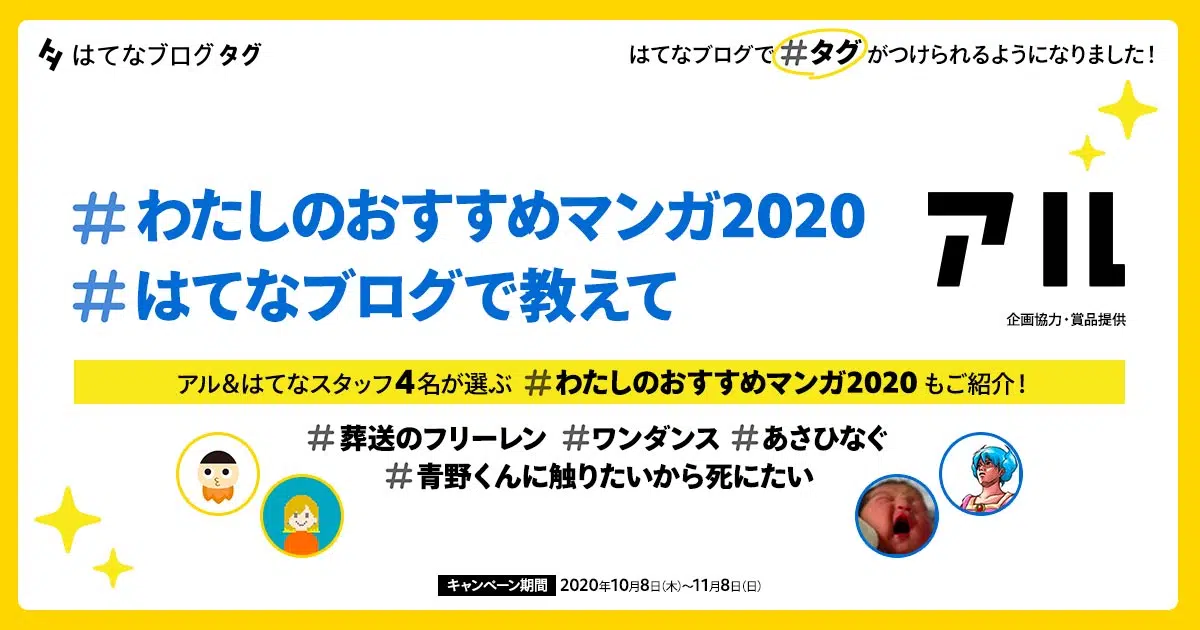 はてなブログ タグ
はてなブログで #タグ がつけられるようになりました！
#わたしのおすすめマンガ2020
#はてなブログで教えて
アル
企画協力・賞品提供
アル＆はてなスタッフ4名が選ぶ #わたしのおすすめマンガ2020 もご紹介！
#葬送のフリーレン #ワンダンス #あさひなぐ
#青野くんに触りたいから死にたい
キャンペーン期間 2020年10月8日（木）〜11月8日（日）